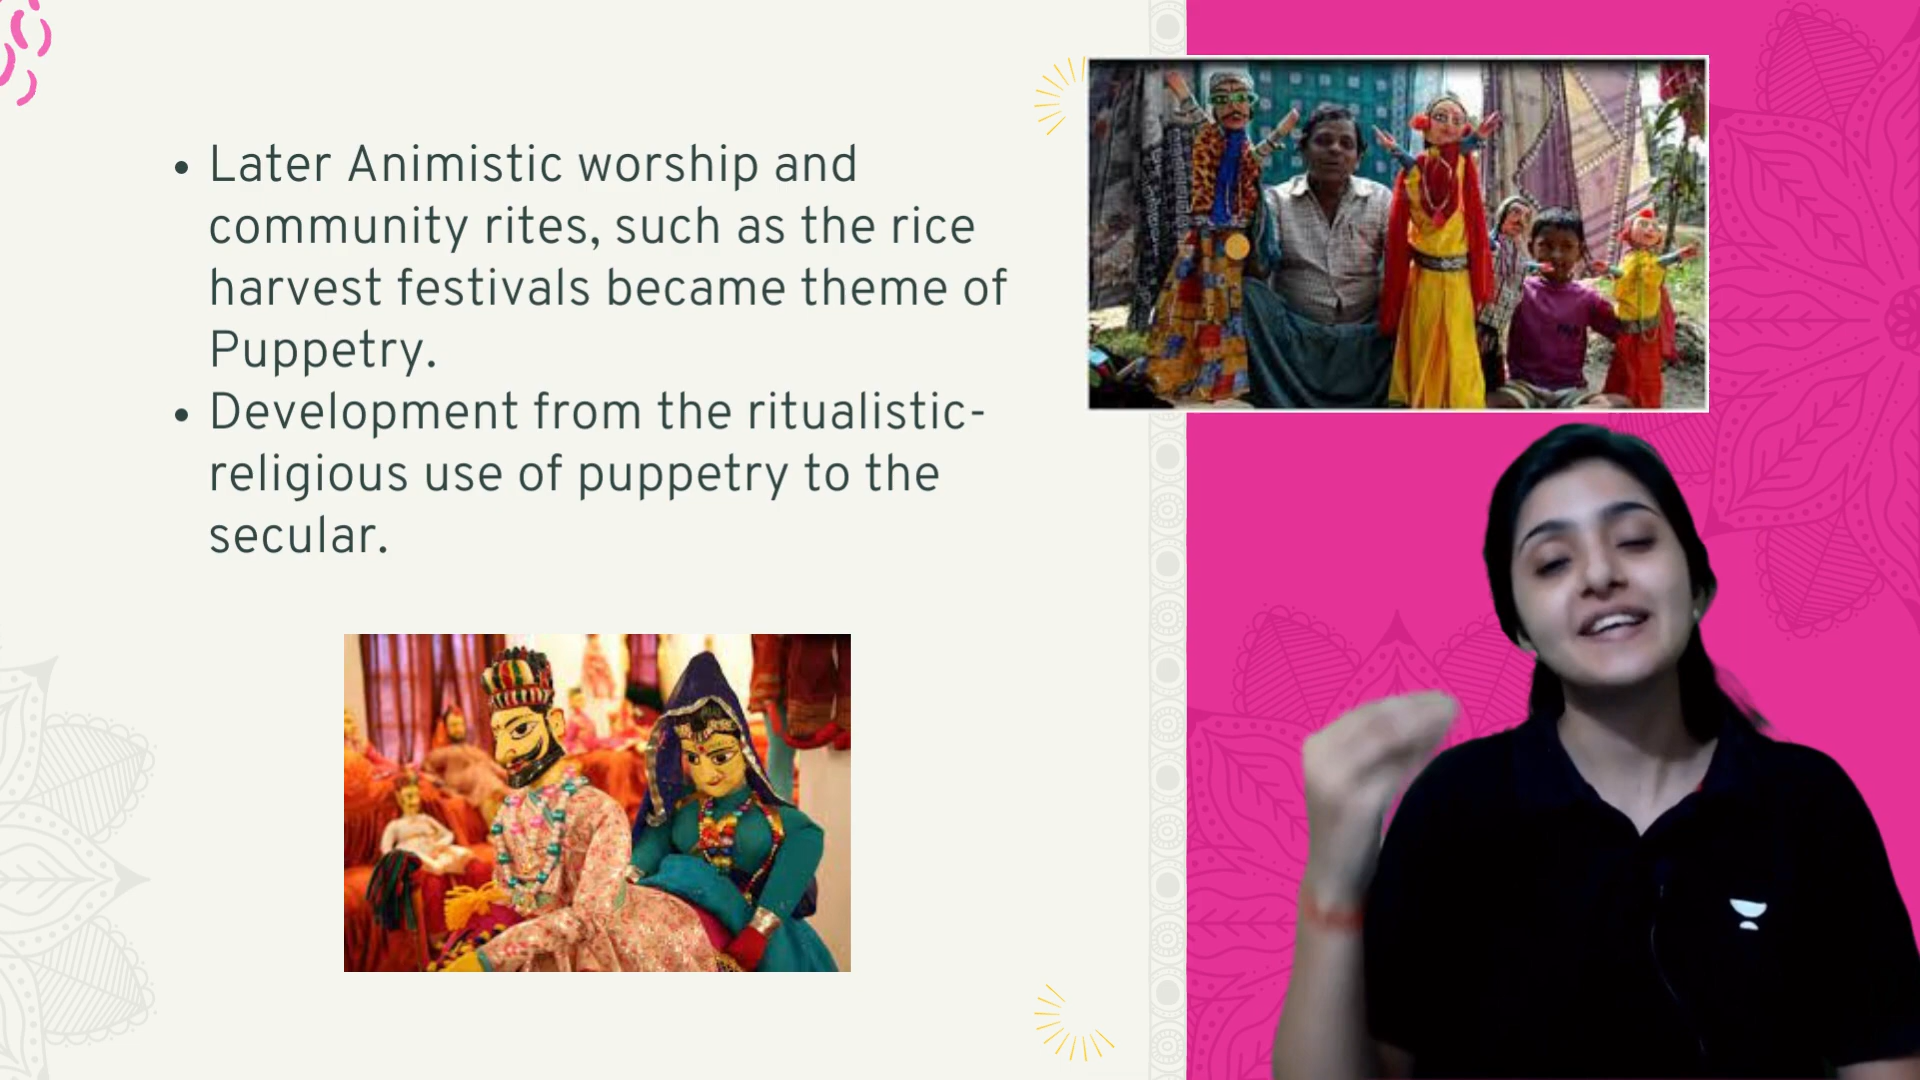 • Later Animistic worship and
community rites, such as the rice
harvest festivals became theme of
Puppetry.
• Development from the ritualistic-
religious use of puppetry to the
secular.